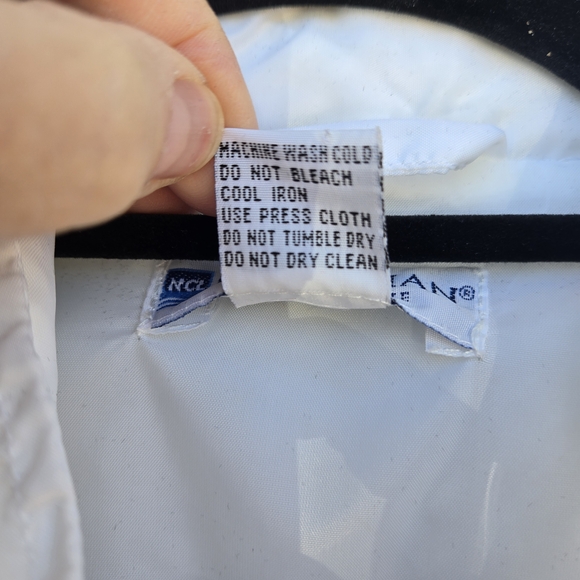 MACHINE WASH COLD
DO NOT BLEACH
COOL IRON
USE PRESS CLOTH
DO NOT TUMBLE DRY
DO NOT DRY CLEAN
NCL
EAN®